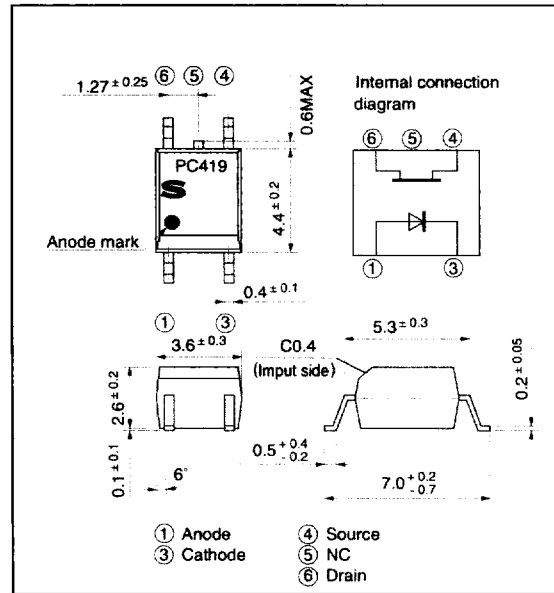 ⑥ ⑤ ④
1.27 ± 0.25
0.6MAX
PC419
4.4 ± 0.2
Anode mark
0.4 ± 0.1
① ③
Internal connection
diagram
⑥ ⑤ ④
① ③
3.6 ± 0.3
2.6 ± 0.2
0.1 ± 0.1
6°
C0.4
(Imput side)
5.3 ± 0.3
0.2 ± 0.05
0.5 + 0.4 - 0.2
7.0 + 0.2 - 0.7
① Anode
③ Cathode
④ Source
⑤ NC
⑥ Drain